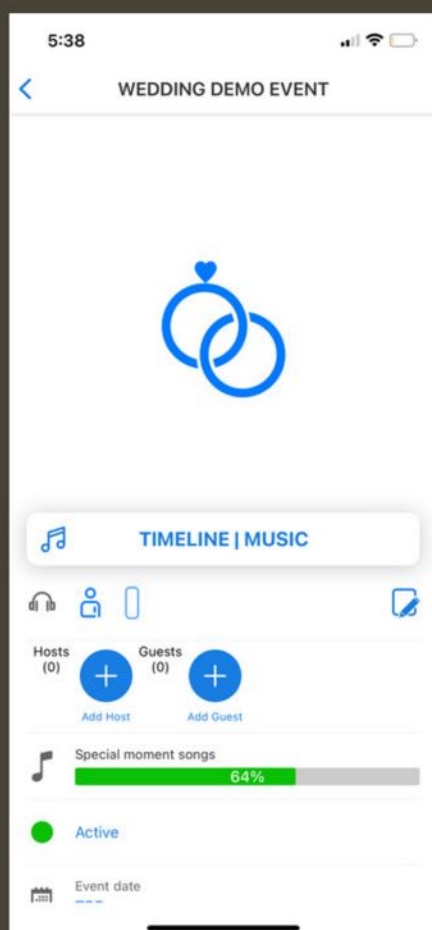 5:38
WEDDING DEMO EVENT
TIMELINE | MUSIC
Hosts
(0)
Guests
(0)
Add Host
Add Guest
Special moment songs
64%
Active
Event date
---